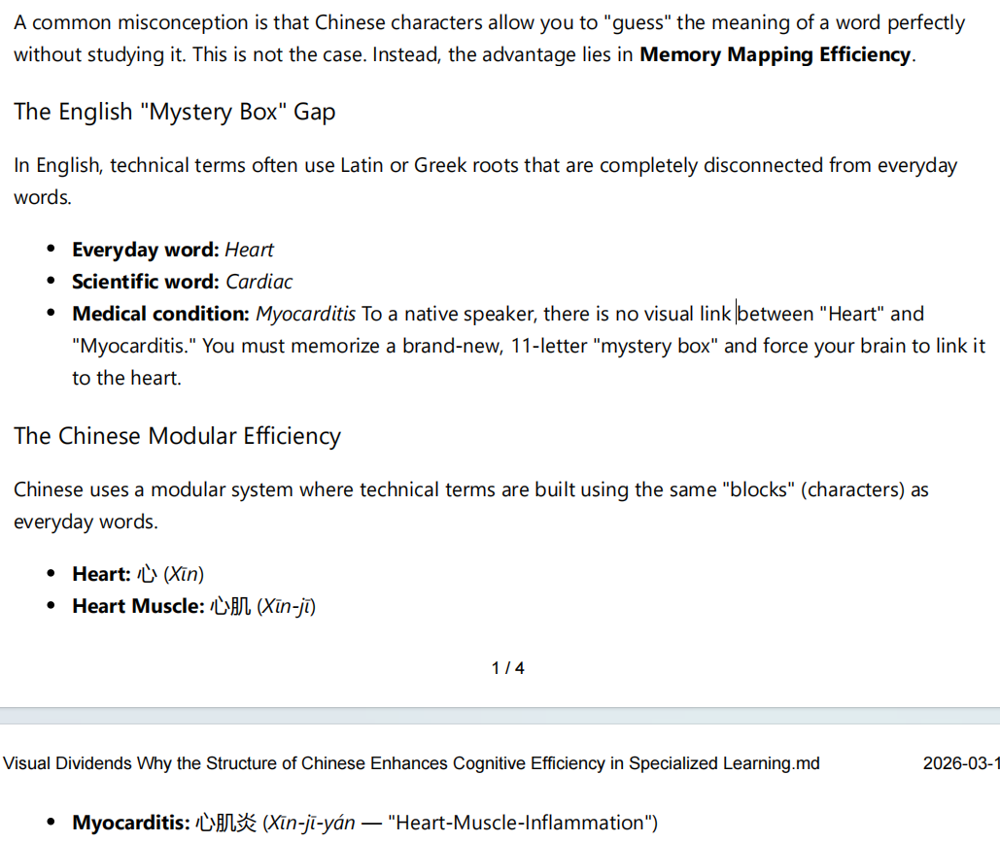 A common misconception is that Chinese characters allow you to "guess" the meaning of a word perfectly
without studying it. This is not the case. Instead, the advantage lies in Memory Mapping Efficiency.
The English "Mystery Box" Gap
In English, technical terms often use Latin or Greek roots that are completely disconnected from everyday
words.
• Everyday word: Heart
• Scientific word: Cardiac
• Medical condition: Myocarditis To a native speaker, there is no visual link between "Heart" and
"Myocarditis." You must memorize a brand-new, 11-letter "mystery box" and force your brain to link it
to the heart.
The Chinese Modular Efficiency
Chinese uses a modular system where technical terms are built using the same "blocks" (characters) as
everyday words.
• Heart: 心 (Xīn)
• Heart Muscle: 心肌 (Xīn-jī)
1 / 4
Visual Dividends Why the Structure of Chinese Enhances Cognitive Efficiency in Specialized Learning.md 2026-03-1
• Myocarditis: 心肌炎 (Xīn-jī-yán — "Heart-Muscle-Inflammation")